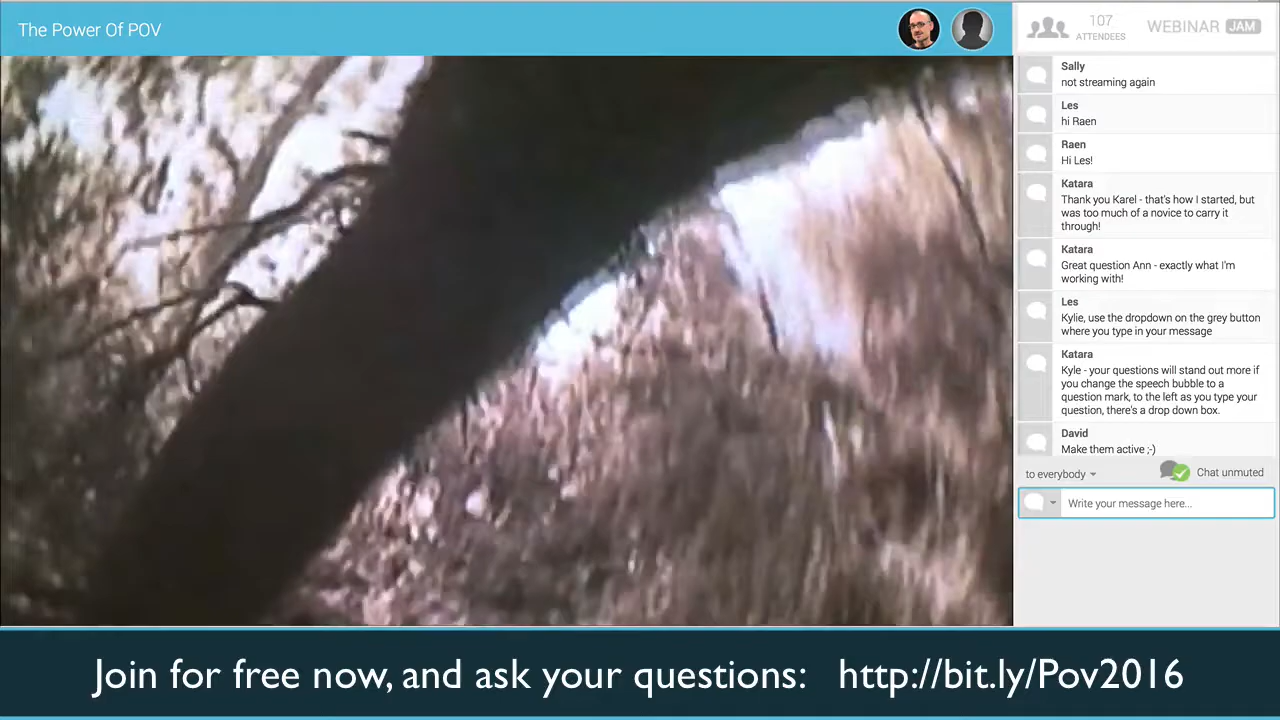 The Power Of POV
107
ATTENDEES
WEBINAR JAM
Sally
not streaming again
Les
hi Raen
Raen
Hi Les!
Katara
Thank you Karel - that's how I started, but
was too much of a novice to carry it
through!
Katara
Great question Ann - exactly what I'm
working with!
Les
Kylie, use the dropdown on the grey button
where you type in your message
Katara
Kyle - your questions will stand out more if
you change the speech bubble to a
question mark, to the left as you type your
question, there's a drop down box.
David
Make them active ;-)
to everybody
Chat unmuted
Write your message here...
Join for free now, and ask your questions: http://bit.ly/Pov2016